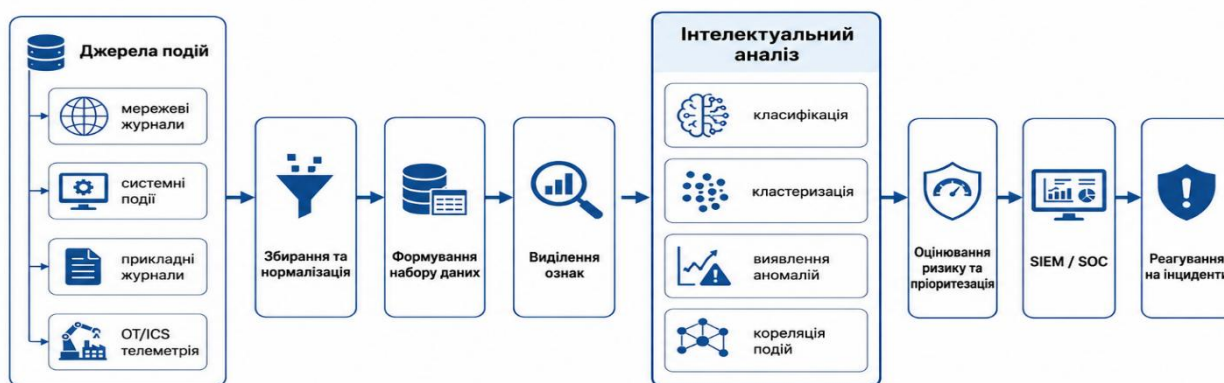 Джерела подій
мережеві
журнали
системні
події
прикладні
журнали
OT/ICS
телеметрія
Збирання та
нормалізація
Формування
набору даних
Виділення
ознак
Інтелектуальний
аналіз
класифікація
кластеризація
виявлення
аномалій
кореляція
подій
Оцінювання
ризику та
пріоритезація
SIEM / SOC
Реагування
на інциденти